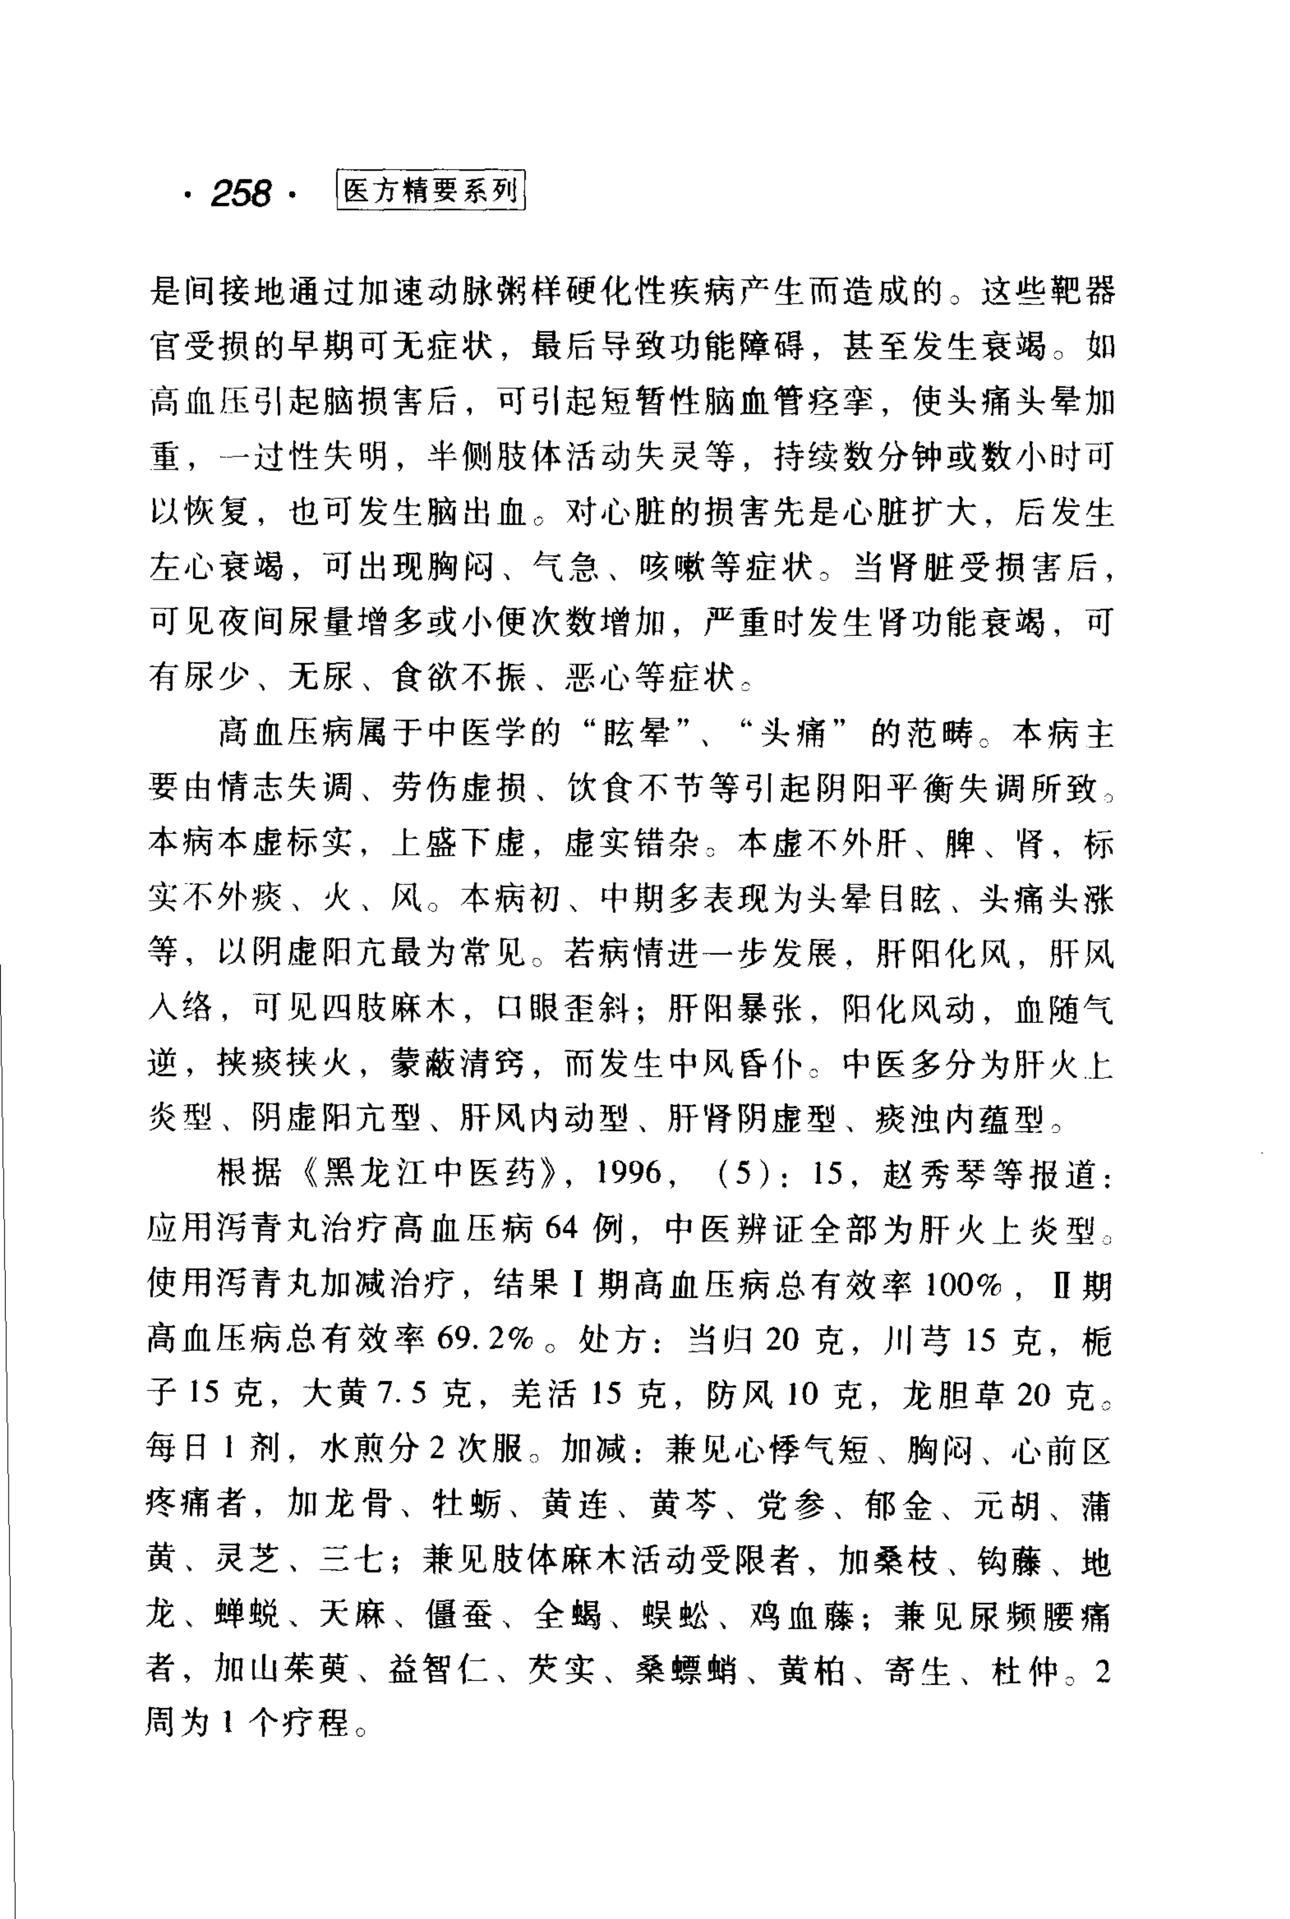 · 258 · 医方精要系列
是间接地通过加速动脉粥样硬化性疾病产生而造成的。这些靶器
官受损的早期可无症状，最后导致功能障碍，甚至发生衰竭。如
高血压引起脑损害后，可引起短暂性脑血管痉挛，使头痛头晕加
重，一过性失明，半侧肢体活动失灵等，持续数分钟或数小时可
以恢复，也可发生脑出血。对心脏的损害先是心脏扩大，后发生
左心衰竭，可出现胸闷、气急、咳嗽等症状。当肾脏受损害后，
可见夜间尿量增多或小便次数增加，严重时发生肾功能衰竭，可
有尿少、无尿、食欲不振、恶心等症状。
高血压病属于中医学的“眩晕”、“头痛”的范畴。本病主
要由情志失调、劳伤虚损、饮食不节等引起阴阳平衡失调所致。
本病本虚标实，上盛下虚，虚实错杂。本虚不外肝、脾、肾，标
实不外痰、火、风。本病初、中期多表现为头晕目眩、头痛头涨
等，以阴虚阳亢最为常见。若病情进一步发展，肝阳化风，肝风
入络，可见四肢麻木，口眼歪斜；肝阳暴张，阳化风动，血随气
逆，挟痰挟火，蒙蔽清窍，而发生中风昏仆。中医多分为肝火上
炎型、阴虚阳亢型、肝风内动型、肝肾阴虚型、痰浊内蕴型。
根据《黑龙江中医药》，1996，（5）：15，赵秀琴等报道：
应用泻青丸治疗高血压病 64 例，中医辨证全部为肝火上炎型。
使用泻青丸加减治疗，结果Ⅰ期高血压病总有效率 100%，Ⅱ期
高血压病总有效率 69.2%。处方：当归 20 克，川芎 15 克，栀
子 15 克，大黄 7.5 克，羌活 15 克，防风 10 克，龙胆草 20 克。
每日 1 剂，水煎分 2 次服。加减：兼见心悸气短、胸闷、心前区
疼痛者，加龙骨、牡蛎、黄连、黄芩、党参、郁金、元胡、蒲
黄、灵芝、三七；兼见肢体麻木活动受限者，加桑枝、钩藤、地
龙、蝉蜕、天麻、僵蚕、全蝎、蜈蚣、鸡血藤；兼见尿频腰痛
者，加山茱萸、益智仁、芡实、桑螵蛸、黄柏、寄生、杜仲。2
周为 1 个疗程。